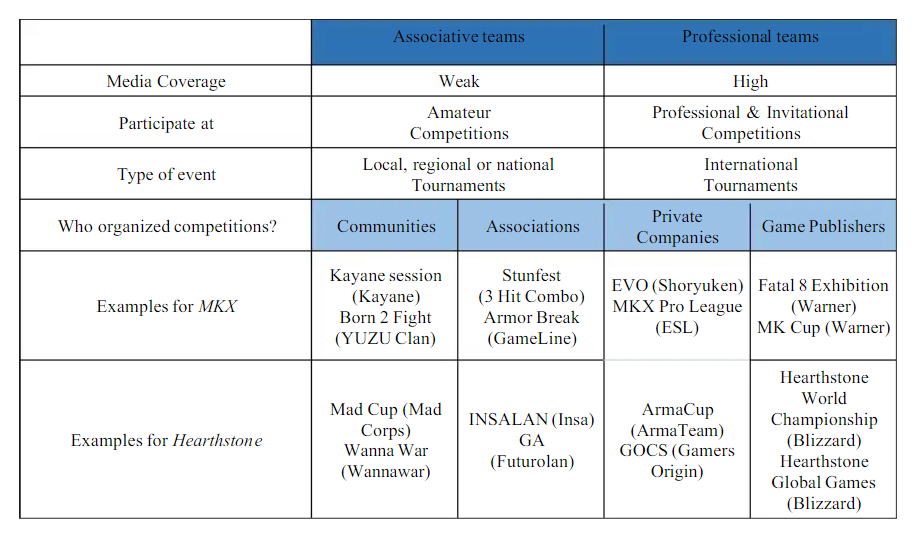 Associative teams
Professional teams
Media Coverage
Weak
High
Participate at
Amateur
Competitions
Professional & Invitational
Competitions
Type of event
Local, regional or national
Tournaments
International
Tournaments
Who organized competitions?
Communities
Associations
Private
Companies
Game Publishers
Examples for MKX
Kayane session
(Kayane)
Born 2 Fight
(YUZU Clan)
Stunfest
(3 Hit Combo)
Armor Break
(GameLine)
EVO (Shoryuken)
MKX Pro League
(ESL)
Fatal 8 Exhibition
(Warner)
MK Cup (Warner)
Examples for Hearthstone
Mad Cup (Mad
Corps)
Wanna War
(Wannawar)
INSALAN (Insa)
GA
(Futurolan)
ArmaCup
(ArmaTeam)
GOCS (Gamers
Origin)
Hearthstone
World
Championship
(Blizzard)
Hearthstone
Global Games
(Blizzard)